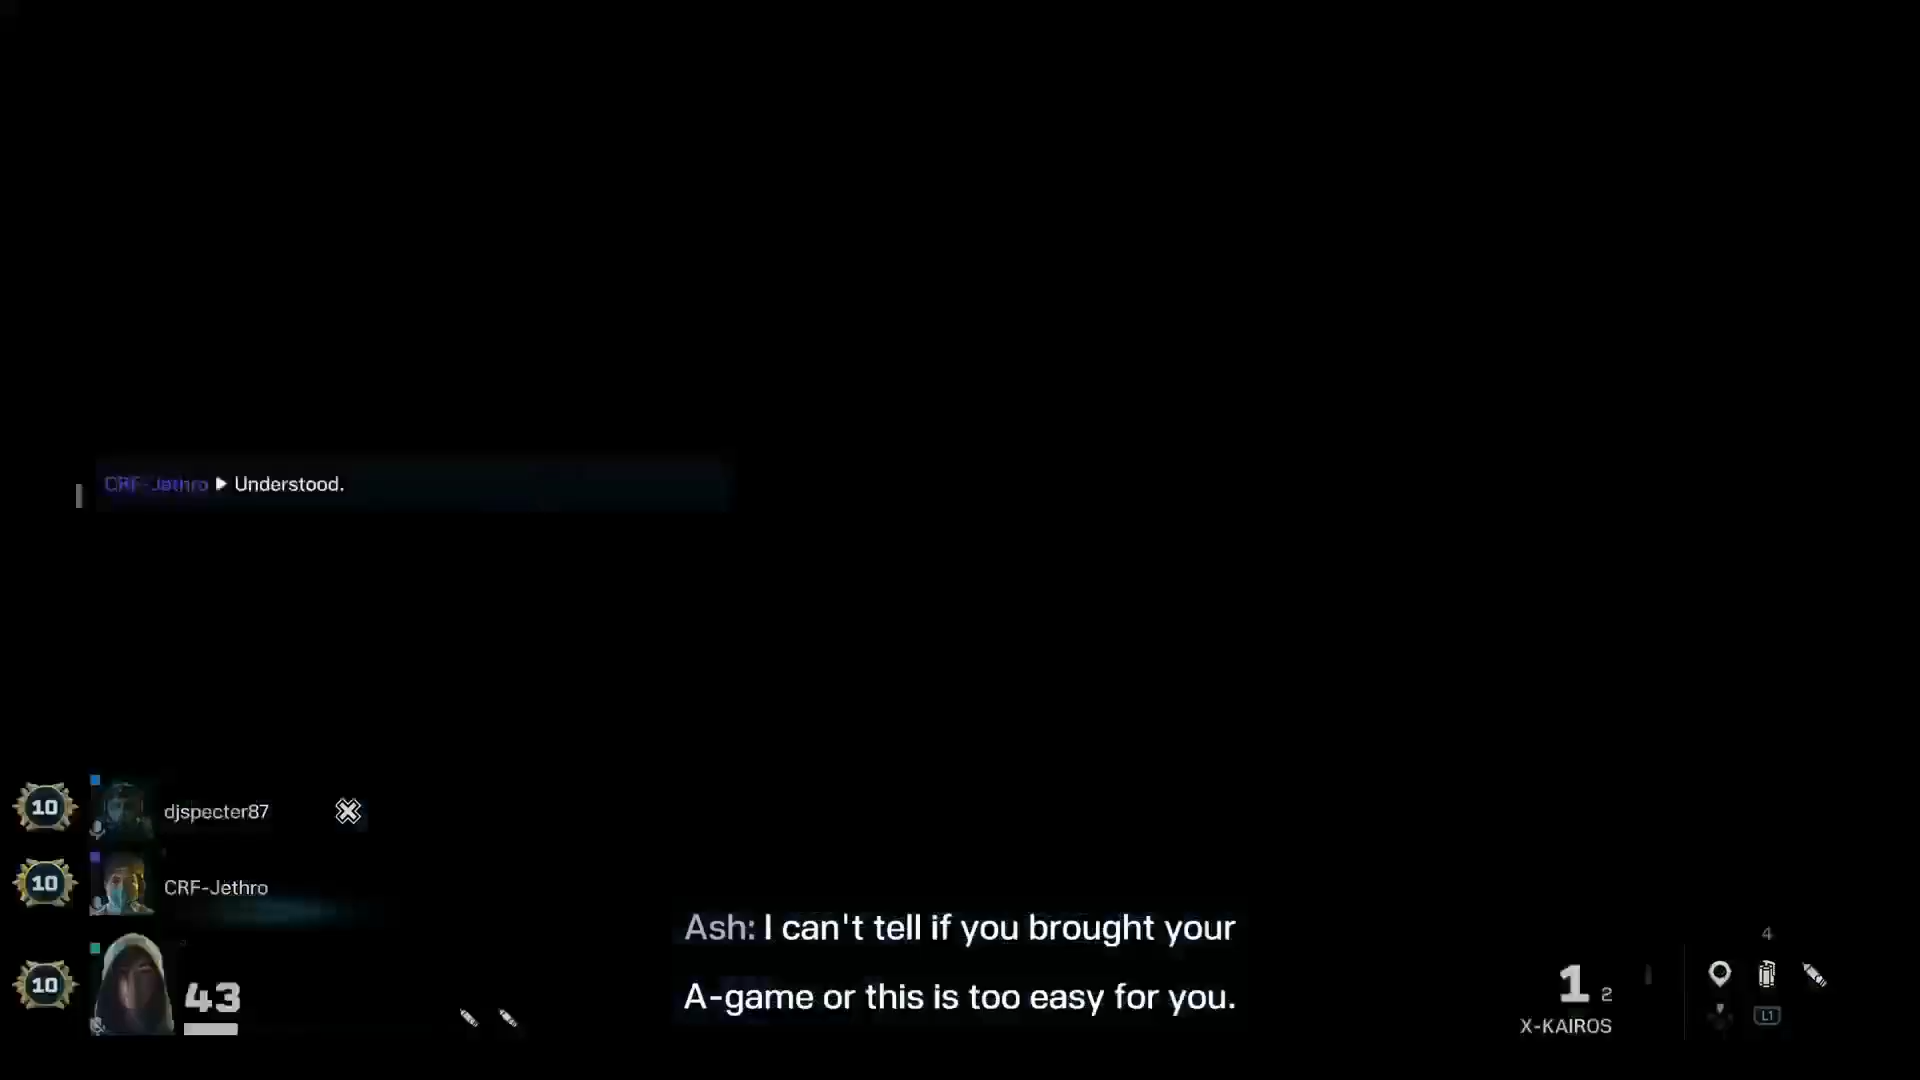 CRF-Jethro ▶ Understood.
10 djspecter87
10 CRF-Jethro
10 43
Ash: I can't tell if you brought your
A-game or this is too easy for you.
1 2
X-KAIROS
4
L1